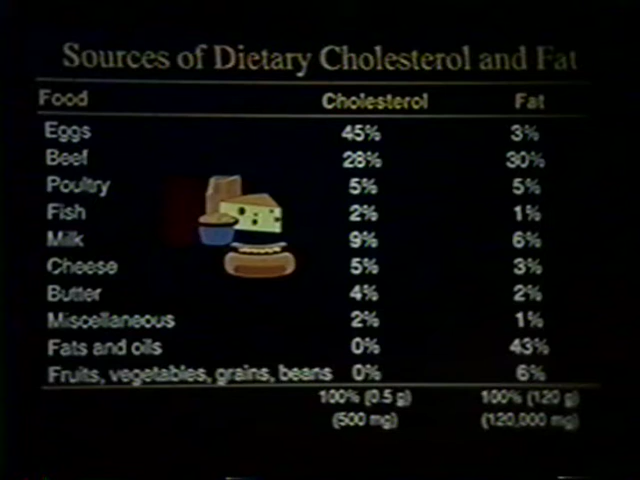 Sources of Dietary Cholesterol and Fat
Food Cholesterol Fat
Eggs 45% 3%
Beef 28% 30%
Poultry 5% 5%
Fish 2% 1%
Milk 9% 6%
Cheese 5% 3%
Butter 4% 2%
Miscellaneous 2% 1%
Fats and oils 0% 43%
Fruits, vegetables, grains, beans 0% 6%
100% (0.5 g) 100% (120 g)
(500 mg) (120,000 mg)